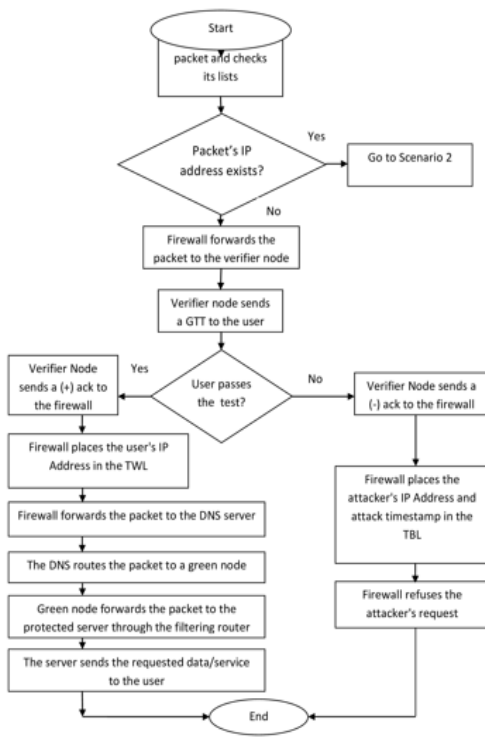 Start
packet and checks
its lists
Packet's IP
address exists?
Yes
Go to Scenario 2
No
Firewall forwards the
packet to the verifier node
Verifier node sends
a GTT to the user
User passes
the test?
Yes
No
Verifier Node
sends a (+) ack to
the firewall
Verifier Node sends a
(-) ack to the firewall
Firewall places the user's IP
Address in the TWL
Firewall places the
attacker's IP Address and
attack timestamp in the
TBL
Firewall forwards the packet to the DNS server
The DNS routes the packet to a green node
Firewall refuses the
attacker's request
Green node forwards the packet to the
protected server through the filtering router
The server sends the requested data/service
to the user
End